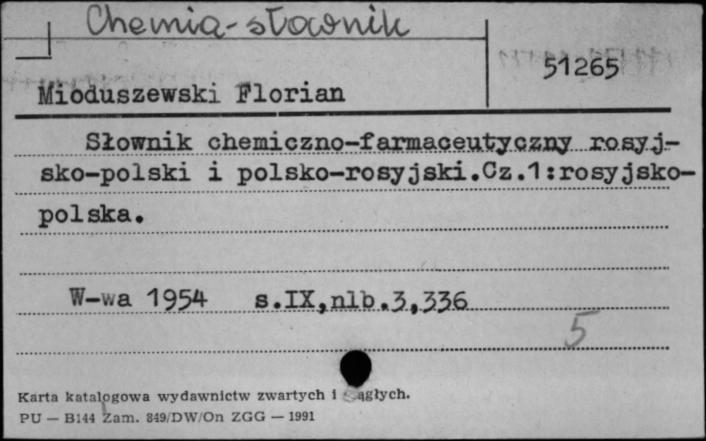 Chemia-słownik
51265
Mioduszewski Florian
Słownik chemiczno-farmaceutyczny rosyj-
sko-polski i polsko-rosyjski.Cz.1:rosyjsko-
polska.
W-wa 1954 s.IX,nlb.3,336
5
Karta katalogowa wydawnictw zwartych i ciągłych.
PU — B144 Zam. 849/DW/On ZGG — 1991